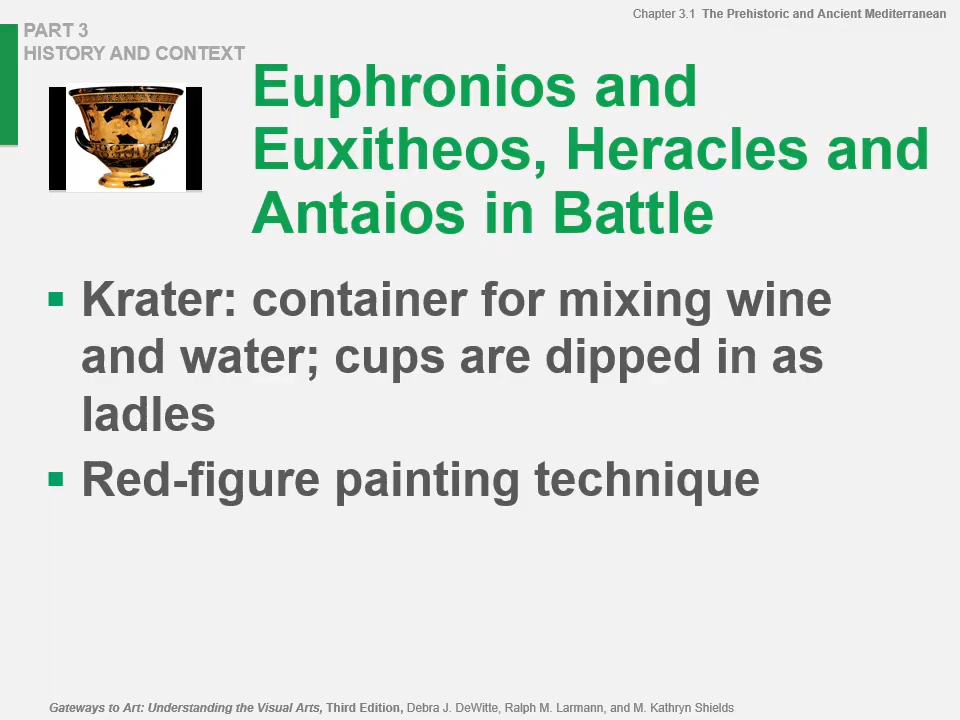 Chapter 3.1 The Prehistoric and Ancient Mediterranean
PART 3
HISTORY AND CONTEXT
Euphronios and
Euxitheos, Heracles and
Antaios in Battle
▪ Krater: container for mixing wine
and water; cups are dipped in as
ladles
▪ Red-figure painting technique
Gateways to Art: Understanding the Visual Arts, Third Edition, Debra J. DeWitte, Ralph M. Larmann, and M. Kathryn Shields